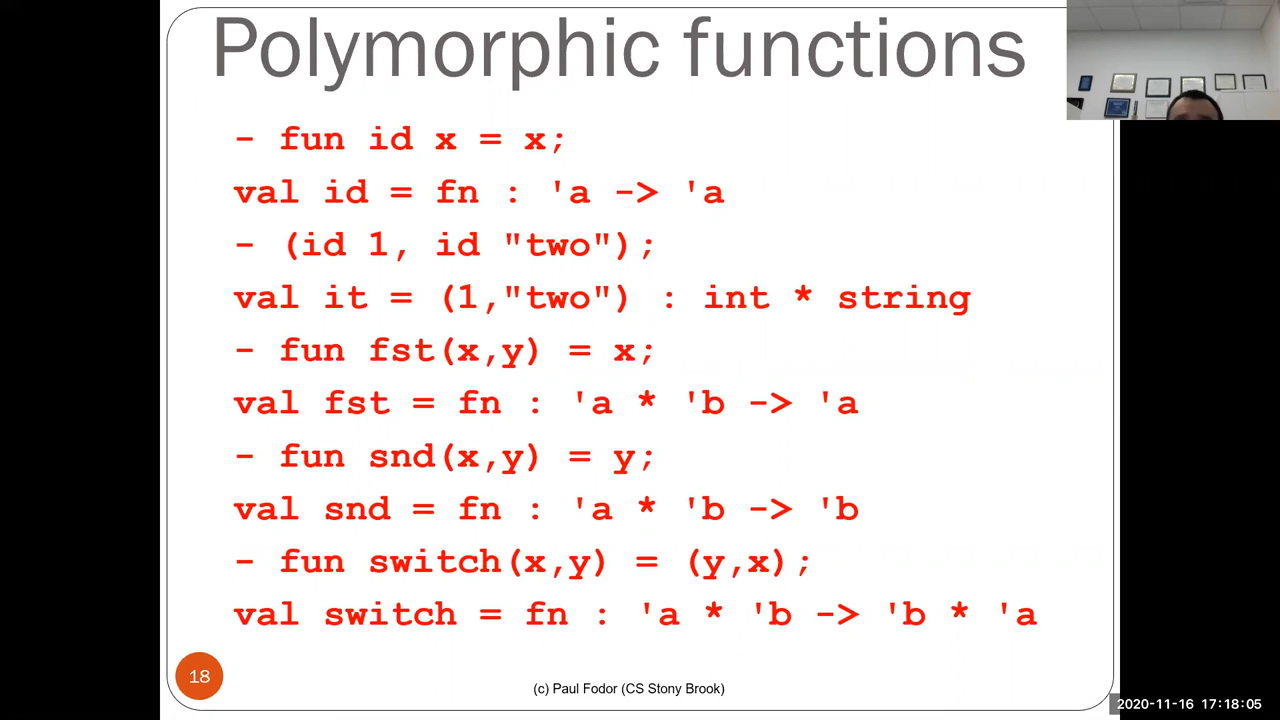 Polymorphic functions
- fun id x = x;
val id = fn : 'a -> 'a
- (id 1, id "two");
val it = (1,"two") : int * string
- fun fst(x,y) = x;
val fst = fn : 'a * 'b -> 'a
- fun snd(x,y) = y;
val snd = fn : 'a * 'b -> 'b
- fun switch(x,y) = (y,x);
val switch = fn : 'a * 'b -> 'b * 'a
18
(c) Paul Fodor (CS Stony Brook)
2020-11-16 17:18:05